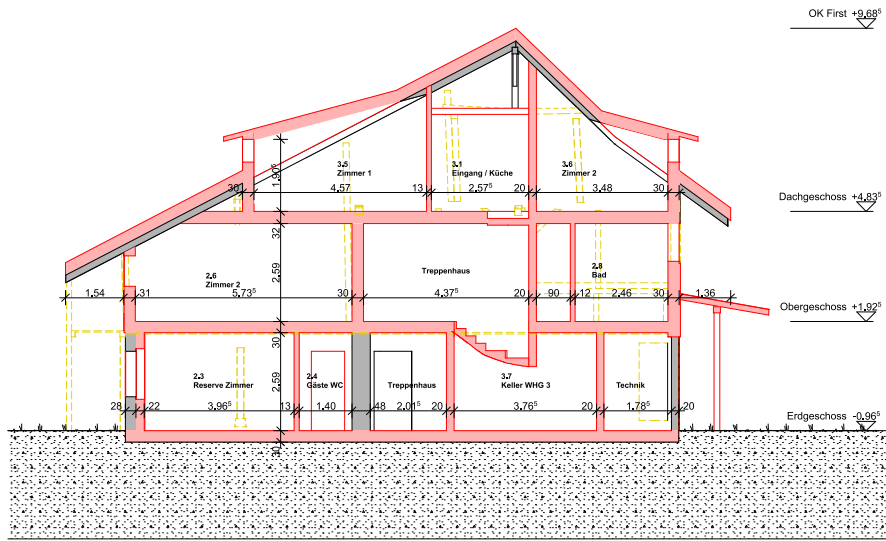 OK First +9.68⁵
3.5
Zimmer 1
3.1
Eingang / Küche
3.6
Zimmer 2
1.90⁵
30
4.57
13
2.57⁵
20
3.48
30
Dachgeschoss +4.83⁵
32
2.59
2.6
Zimmer 2
Treppenhaus
2.8
Bad
1.54
31
5.73⁵
30
4.37⁵
20
90
12
2.46
30
1.36
Obergeschoss +1.92⁵
30
2.59
2.3
Reserve Zimmer
2.4
Gäste WC
Treppenhaus
3.7
Keller WHG 3
Technik
28
22
3.96⁵
13
1.40
48
2.01⁵
20
3.76⁵
20
1.78⁵
20
Erdgeschoss -0.96⁵
30